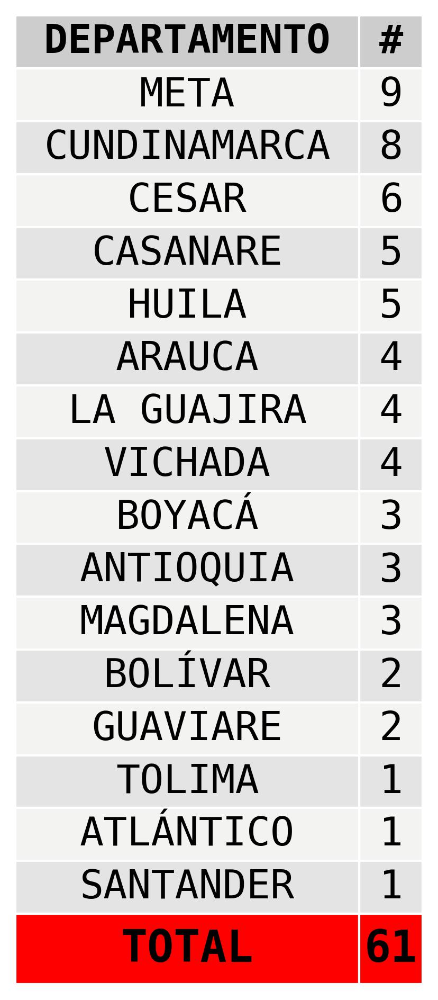 DEPARTAMENTO #
META 9
CUNDINAMARCA 8
CESAR 6
CASANARE 5
HUILA 5
ARAUCA 4
LA GUAJIRA 4
VICHADA 4
BOYACÁ 3
ANTIOQUIA 3
MAGDALENA 3
BOLÍVAR 2
GUAVIARE 2
TOLIMA 1
ATLÁNTICO 1
SANTANDER 1
TOTAL 61